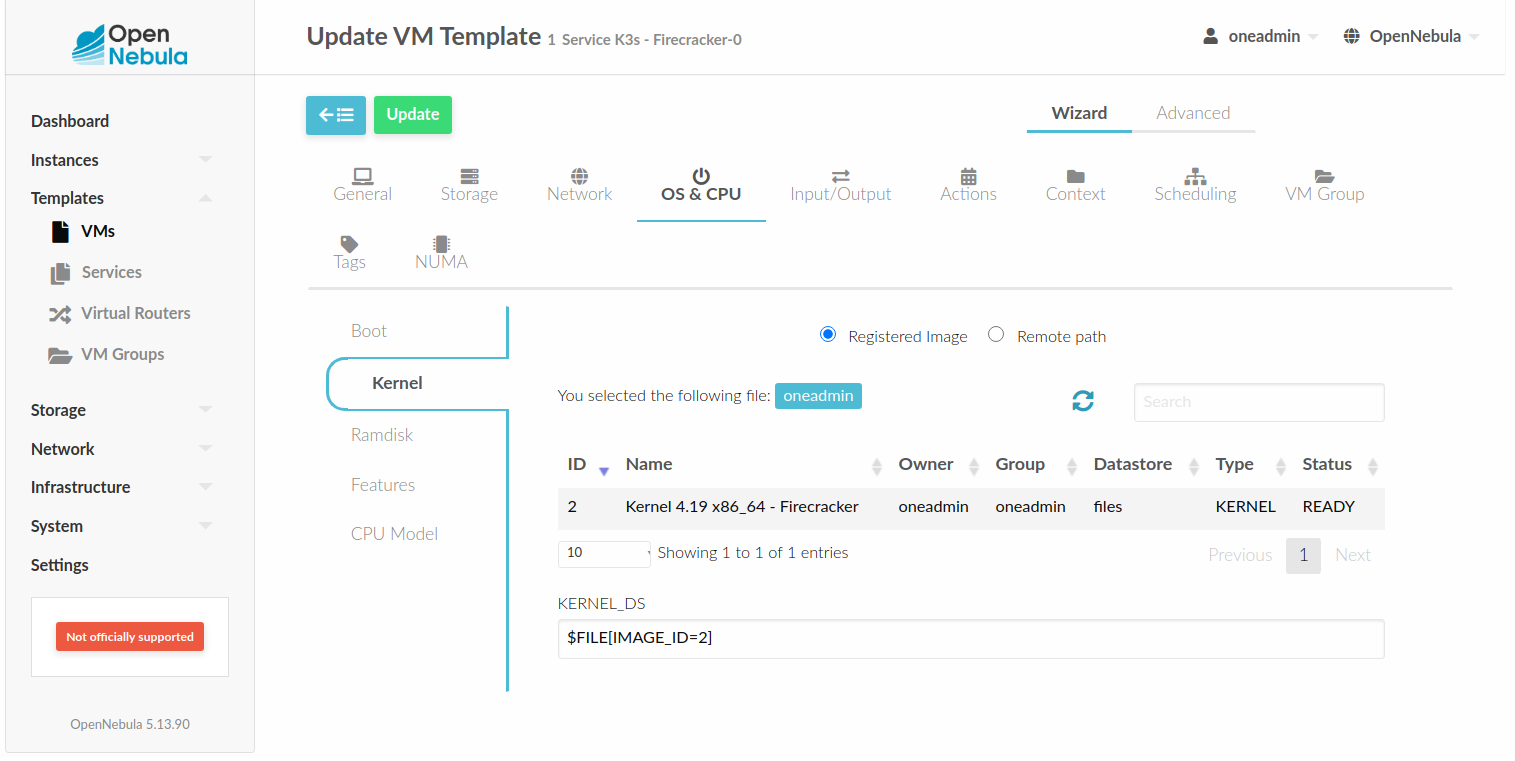 Open
Nebula
Update VM Template 1 Service K3s - Firecracker-0
oneadmin
OpenNebula
Dashboard
Instances
Templates
VMs
Services
Virtual Routers
VM Groups
Storage
Network
Infrastructure
System
Settings
Not officially supported
OpenNebula 5.13.90
Update
Wizard
Advanced
General
Storage
Network
OS & CPU
Input/Output
Actions
Context
Scheduling
VM Group
Tags
NUMA
Boot
Kernel
Ramdisk
Features
CPU Model
Registered Image
Remote path
You selected the following file: oneadmin
Search
ID Name Owner Group Datastore Type Status
2 Kernel 4.19 x86_64 - Firecracker oneadmin oneadmin files KERNEL READY
10 Showing 1 to 1 of 1 entries
Previous 1 Next
KERNEL_DS
$FILE[IMAGE_ID=2]